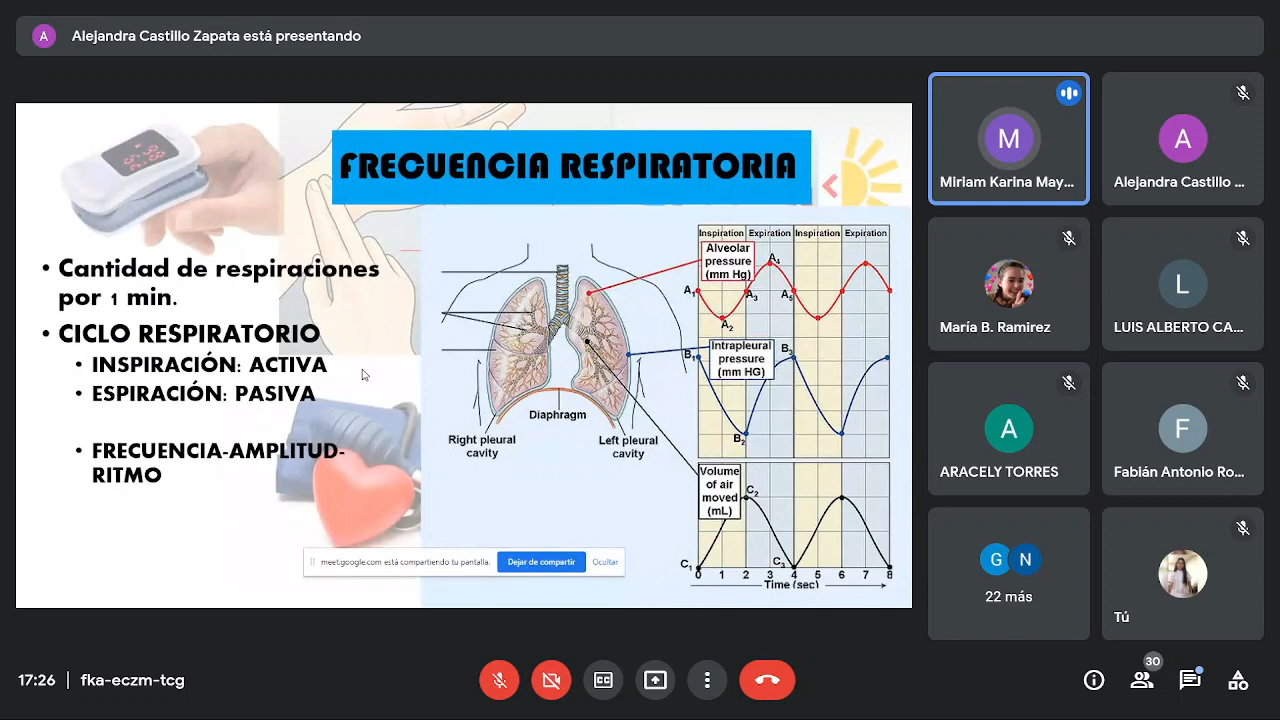 A
Alejandra Castillo Zapata está presentando
FRECUENCIA RESPIRATORIA
• Cantidad de respiraciones
por 1 min.
• CICLO RESPIRATORIO
• INSPIRACIÓN: ACTIVA
• ESPIRACIÓN: PASIVA
• FRECUENCIA-AMPLITUD-
RITMO
Diaphragm
Right pleural
cavity
Left pleural
cavity
Inspiration Expiration Inspiration Expiration
Alveolar
pressure
(mm Hg)
A1
A2
A3
A4
A5
Intrapleural
pressure
(mm HG)
B1
B2
B3
Volume
of air
moved
(mL)
C1
C2
C3
0 1 2 3 4 5 6 7 8
Time (sec)
meet.google.com está compartiendo tu pantalla.
Dejar de compartir
Ocultar
M
Miriam Karina May...
A
Alejandra Castillo ...
María B. Ramirez
L
LUIS ALBERTO CA...
A
ARACELY TORRES
F
Fabián Antonio Ro...
G N
22 más
Tú
17:26 | fka-eczm-tcg
30